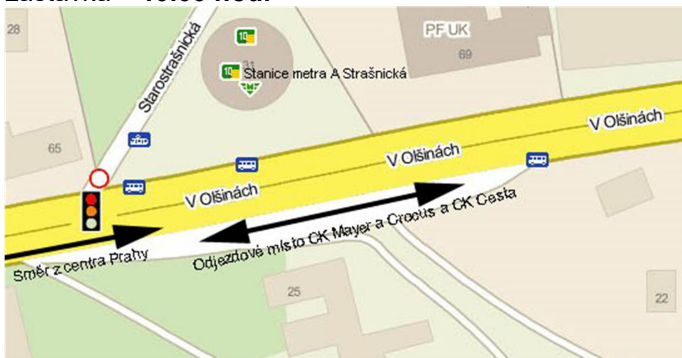 28
Starostrašnická
31
Stanice metra A Strašnická
PF UK
69
65
V Olšinách
V Olšinách
V Olšinách
Směr z centra Prahy
Odjezdové místo CK Mayer a Crocus a CK Cesta
25
22